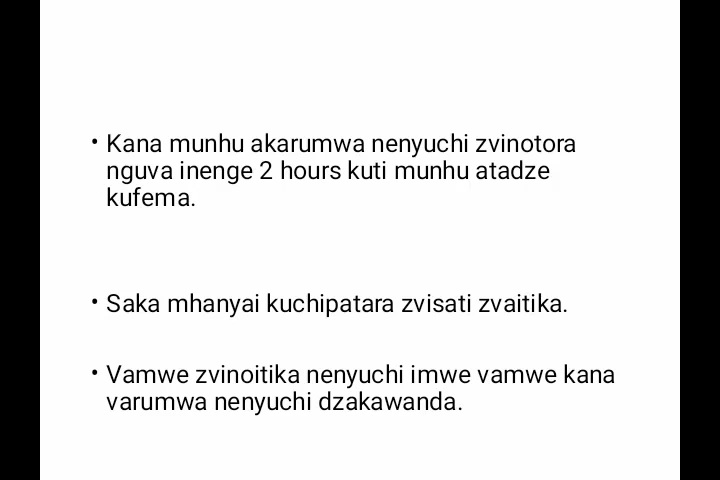 • Kana munhu akarumwa nenyuchi zvinotora
nguva inenge 2 hours kuti munhu atadze
kufema.
• Saka mhanyai kuchipatara zvisati zvaitika.
• Vamwe zvinoitika nenyuchi imwe vamwe kana
varumwa nenyuchi dzakawanda.